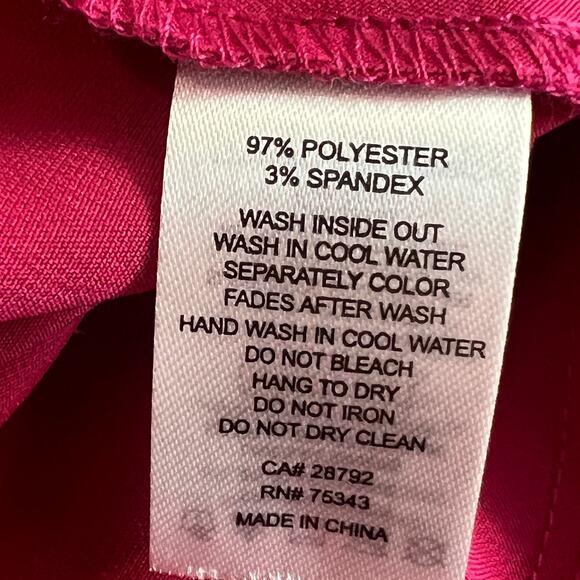 97% POLYESTER
3% SPANDEX
WASH INSIDE OUT
WASH IN COOL WATER
SEPARATELY COLOR
FADES AFTER WASH
HAND WASH IN COOL WATER
DO NOT BLEACH
HANG TO DRY
DO NOT IRON
DO NOT DRY CLEAN
CA# 28792
RN# 75343
MADE IN CHINA